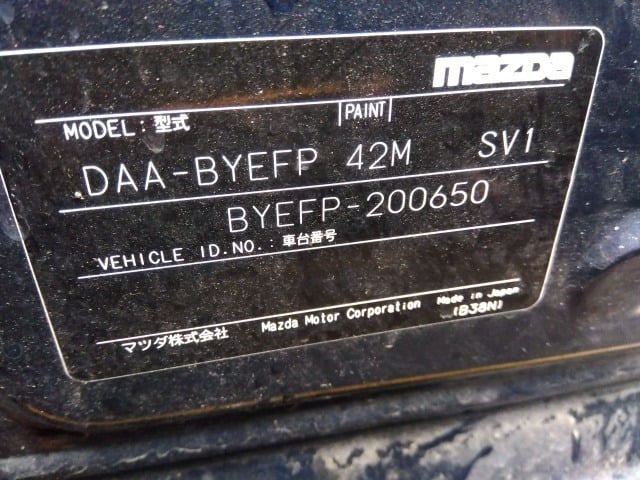 mazda
MODEL : 型式 PAINT
DAA-BYEFP 42M SV1
BYEFP-200650
VEHICLE ID.NO. : 車台番号
マツダ株式会社 Mazda Motor Corporation Made in Japan
(B38N)